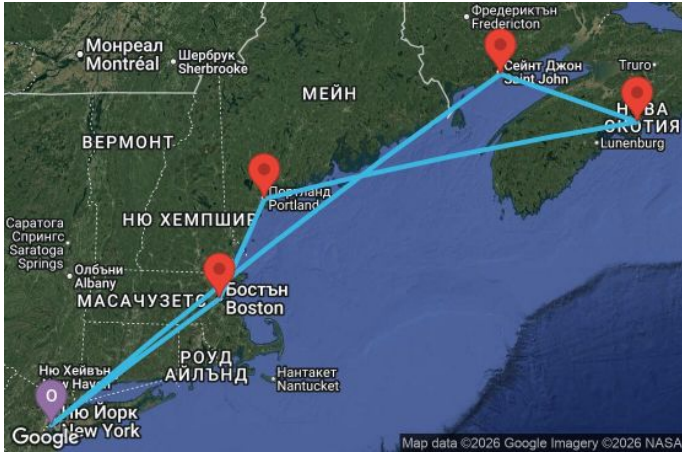 Фредериктън
Fredericton
Монреал
Montréal
Шербрук
Sherbrooke
Сейнт Джон
Saint John
Truro
МЕЙН
НОВА
СКОТИЯ
Lunenburg
ВЕРМОНТ
Портланд
Portland
НЮ ХЕМПШИР
Саратога
Спрингс
Saratoga
Springs
Олбъни
Albany
МАСАЧУЗЕТС
Бостън
Boston
РОУД
АЙЛЪНД
Нантакет
Nantucket
Ню Хейвън
New Haven
O
Ню Йорк
New York
Google
Map data ©2026 Google Imagery ©2026 NASA